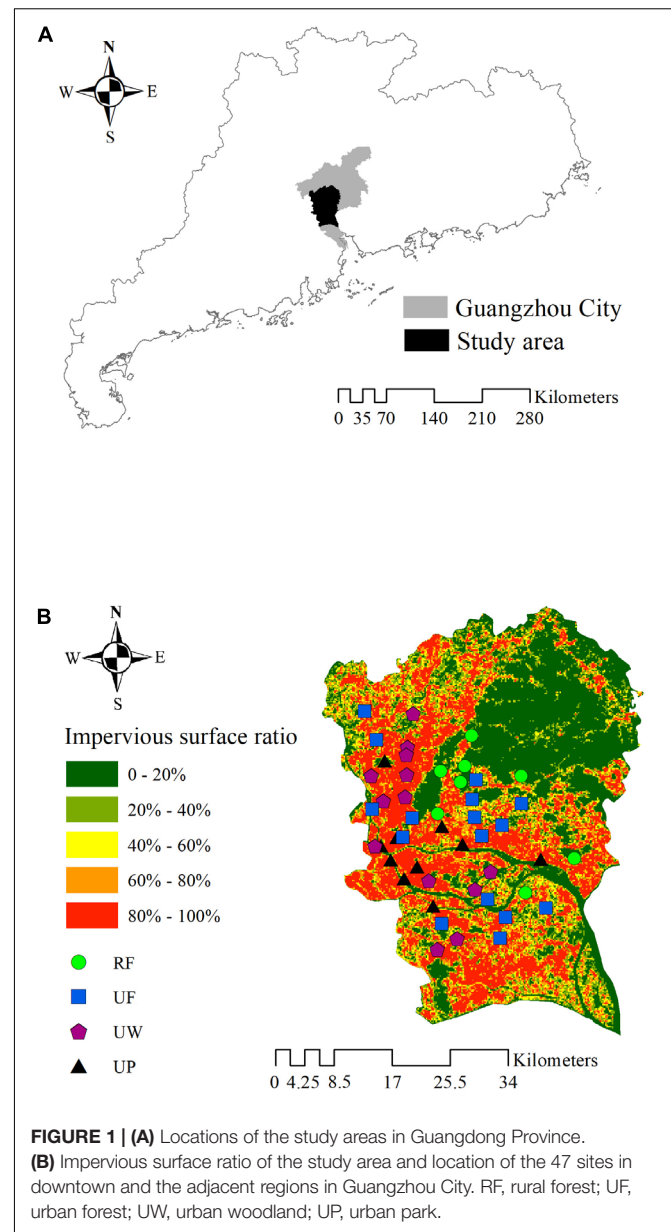 A
N
W E
S
Guangzhou City
Study area
Kilometers
0 35 70 140 210 280
B
N
W E
S
Impervious surface ratio
0 - 20%
20% - 40%
40% - 60%
60% - 80%
80% - 100%
RF
UF
UW
UP
Kilometers
0 4.25 8.5 17 25.5 34
FIGURE 1 | (A) Locations of the study areas in Guangdong Province.
(B) Impervious surface ratio of the study area and location of the 47 sites in
downtown and the adjacent regions in Guangzhou City. RF, rural forest; UF,
urban forest; UW, urban woodland; UP, urban park.